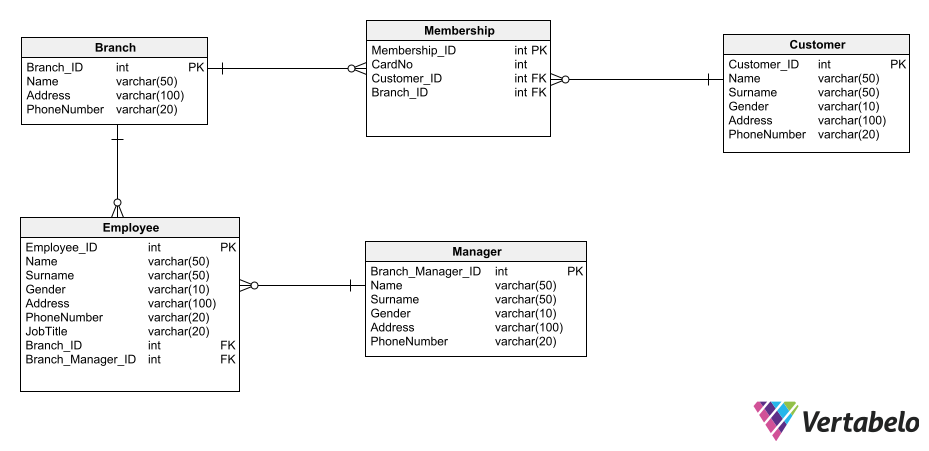 Branch
Branch_ID int PK
Name varchar(50)
Address varchar(100)
PhoneNumber varchar(20)
Membership
Membership_ID int PK
CardNo int
Customer_ID int FK
Branch_ID int FK
Customer
Customer_ID int PK
Name varchar(50)
Surname varchar(50)
Gender varchar(10)
Address varchar(100)
PhoneNumber varchar(20)
Employee
Employee_ID int PK
Name varchar(50)
Surname varchar(50)
Gender varchar(10)
Address varchar(100)
PhoneNumber varchar(20)
JobTitle varchar(20)
Branch_ID int FK
Branch_Manager_ID int FK
Manager
Branch_Manager_ID int PK
Name varchar(50)
Surname varchar(50)
Gender varchar(10)
Address varchar(100)
PhoneNumber varchar(20)
Vertabelo